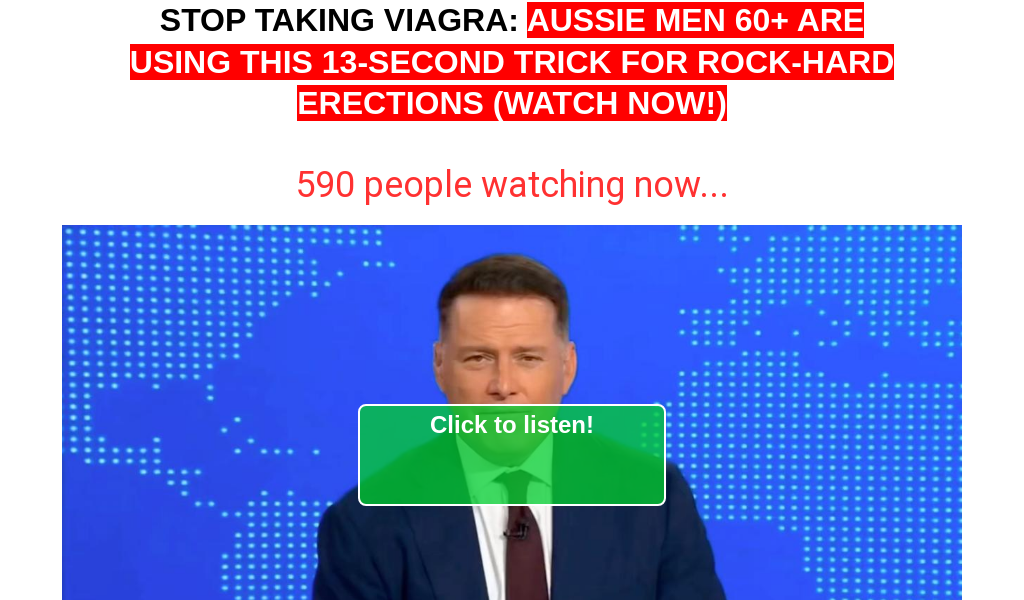 STOP TAKING VIAGRA: AUSSIE MEN 60+ ARE
USING THIS 13-SECOND TRICK FOR ROCK-HARD
ERECTIONS (WATCH NOW!)
590 people watching now...
Click to listen!